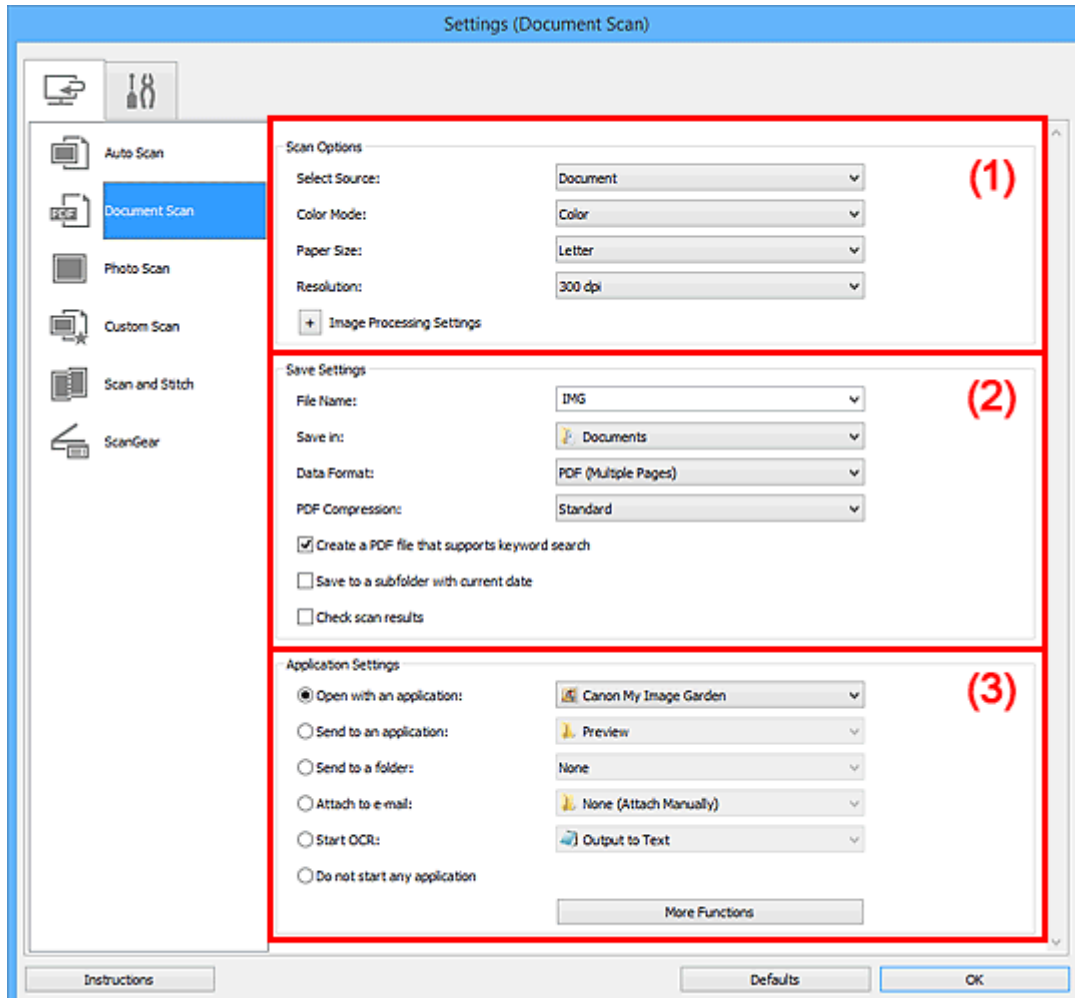 Settings (Document Scan)
Auto Scan
PDF Document Scan
Photo Scan
Custom Scan
Scan and Stitch
ScanGear
Scan Options (1)
Select Source: Document
Color Mode: Color
Paper Size: Letter
Resolution: 300 dpi
+ Image Processing Settings
Save Settings (2)
File Name: IMG
Save in: Documents
Data Format: PDF (Multiple Pages)
PDF Compression: Standard
Create a PDF file that supports keyword search
Save to a subfolder with current date
Check scan results
Application Settings (3)
Open with an application: Canon My Image Garden
Send to an application: Preview
Send to a folder: None
Attach to e-mail: None (Attach Manually)
Start OCR: Output to Text
Do not start any application
More Functions
Instructions Defaults OK